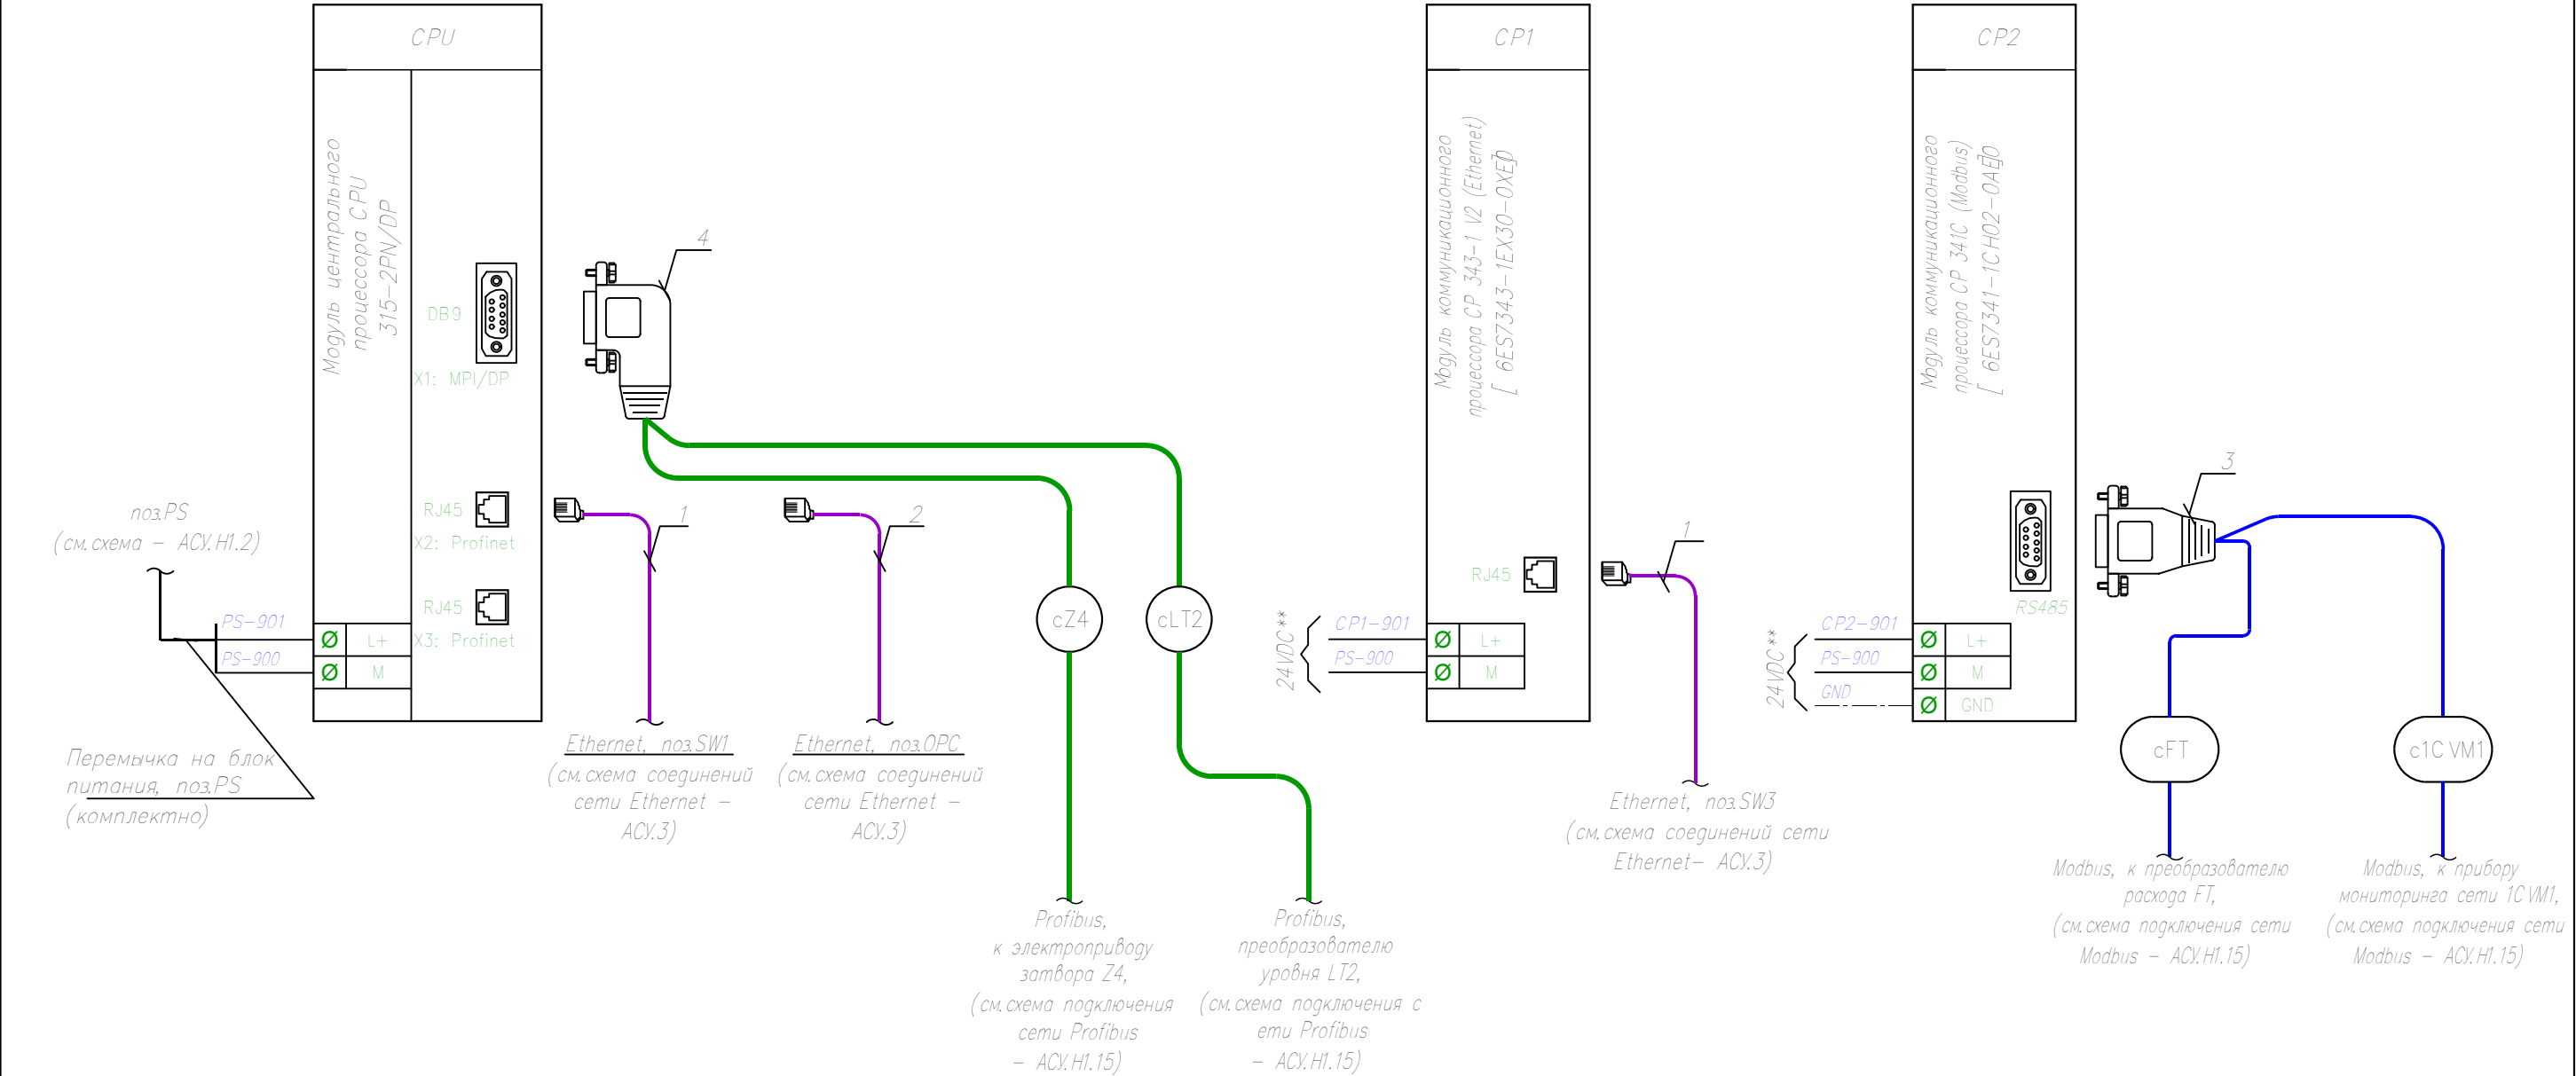 CPU
Модуль центрального
процессора CPU
315-2PN/DP
DB9
X1: MPI/DP
RJ45
X2: Profinet
RJ45
X3: Profinet
L+
M
поз.PS
(см.схема - АСУ.Н1.2)
PS-901
PS-900
Перемычка на блок
питания, поз.PS
(комплектно)
4
1
2
Ethernet, поз.SW1
(см.схема соединений
сети Ethernet -
АСУ.3)
Ethernet, поз.OPC
(см.схема соединений
сети Ethernet -
АСУ.3)
cZ4
cLT2
Profibus,
к электроприводу
затвора Z4,
(см.схема подключения
сети Profibus
- АСУ.Н1.15)
Profibus,
преобразователю
уровня LT2,
(см.схема подключения с
ети Profibus
- АСУ.Н1.15)
CP1
Модуль коммуникационного
процессора CP 343-1 V2 (Ethernet)
[ 6ES7343-1EX30-0XE0]
RJ45
24VDC**
CP1-901
PS-900
L+
M
1
Ethernet, поз.SW3
(см.схема соединений сети
Ethernet- АСУ.3)
CP2
Модуль коммуникационного
процессора CP 341C (Modbus)
[ 6ES7341-1CH02-0AE0]
RS485
24VDC**
CP2-901
PS-900
GND
L+
M
GND
3
cFT
c1C VM1
Modbus, к преобразователю
расхода FT,
(см.схема подключения сети
Modbus - АСУ.Н1.15)
Modbus, к прибору
мониторинга сети 1C VM1,
(см.схема подключения сети
Modbus - АСУ.Н1.15)